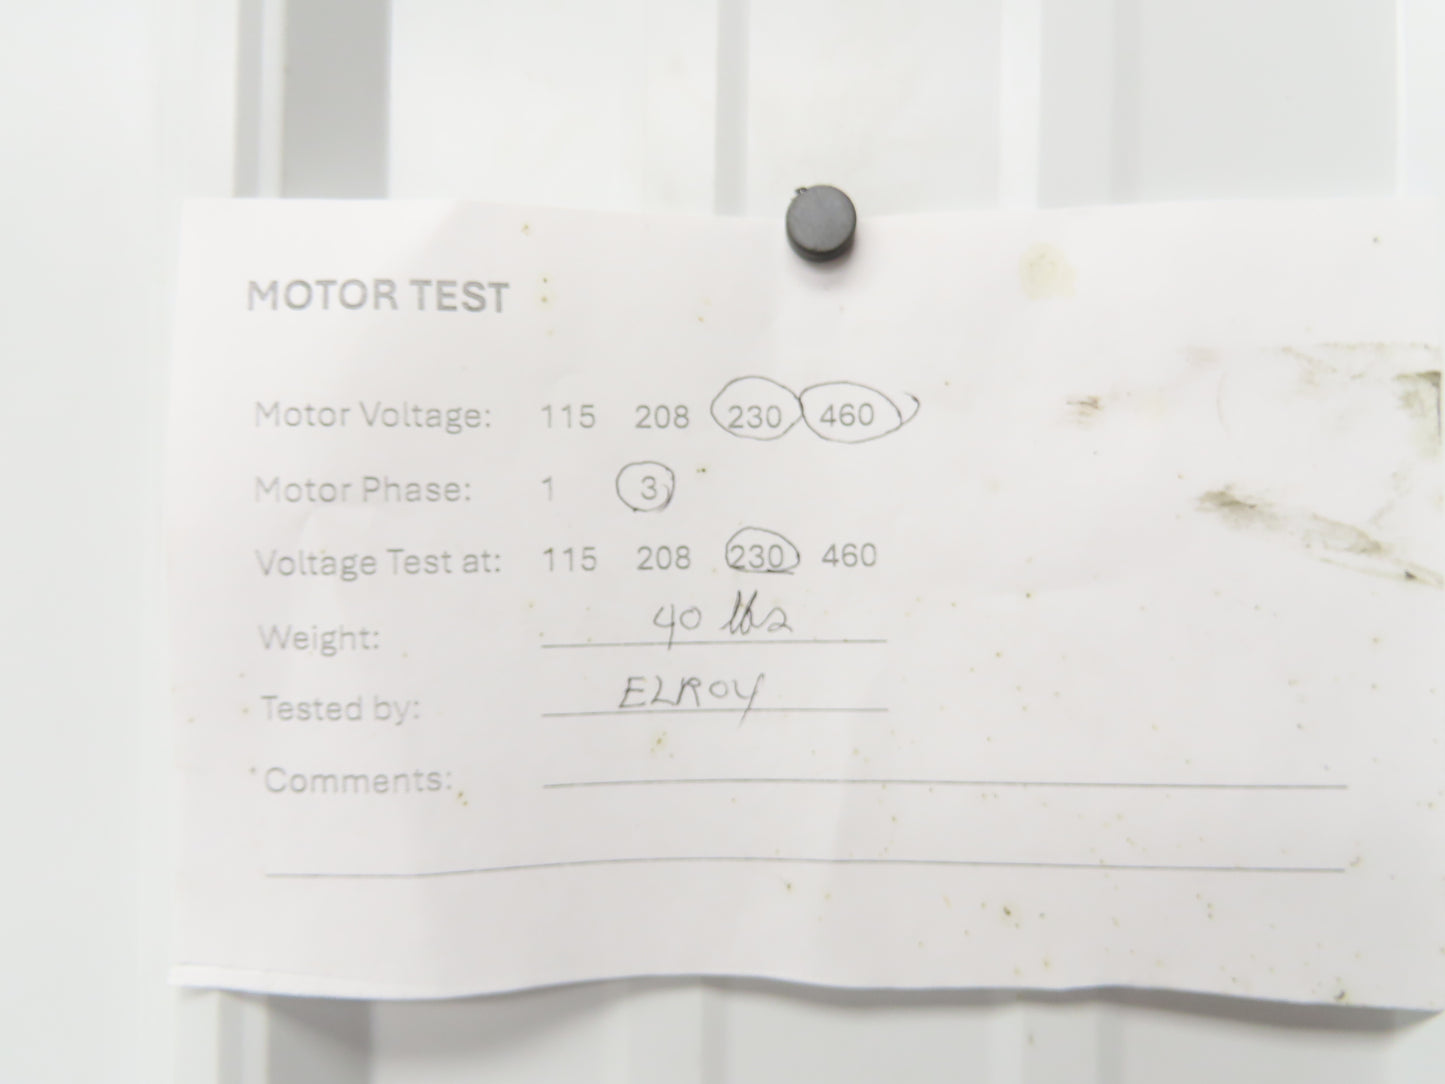 MOTOR TEST
Motor Voltage: 115 208 230 460
Motor Phase: 1 3
Voltage Test at: 115 208 230 460
Weight: 40 lbs
Tested by: ELROY
Comments: